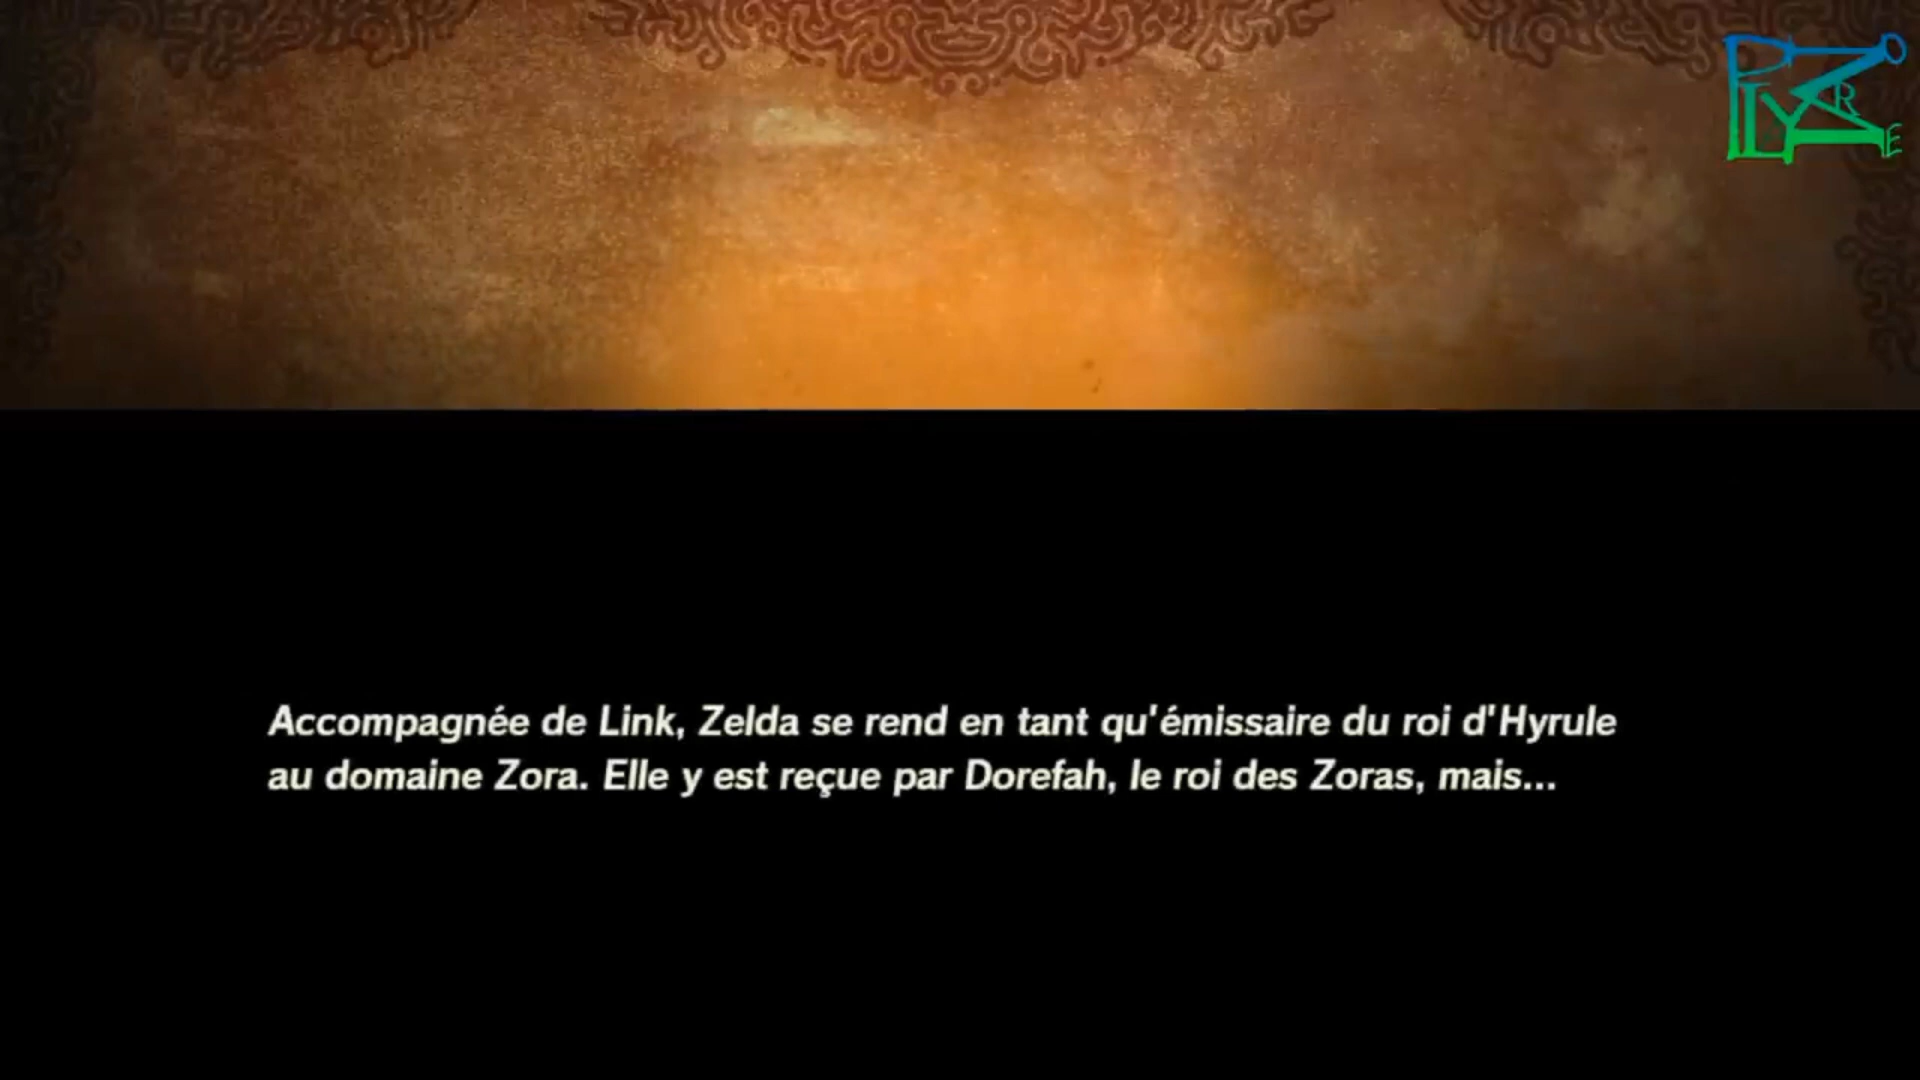 Accompagnée de Link, Zelda se rend en tant qu'émissaire du roi d'Hyrule
au domaine Zora. Elle y est reçue par Dorefah, le roi des Zoras, mais...